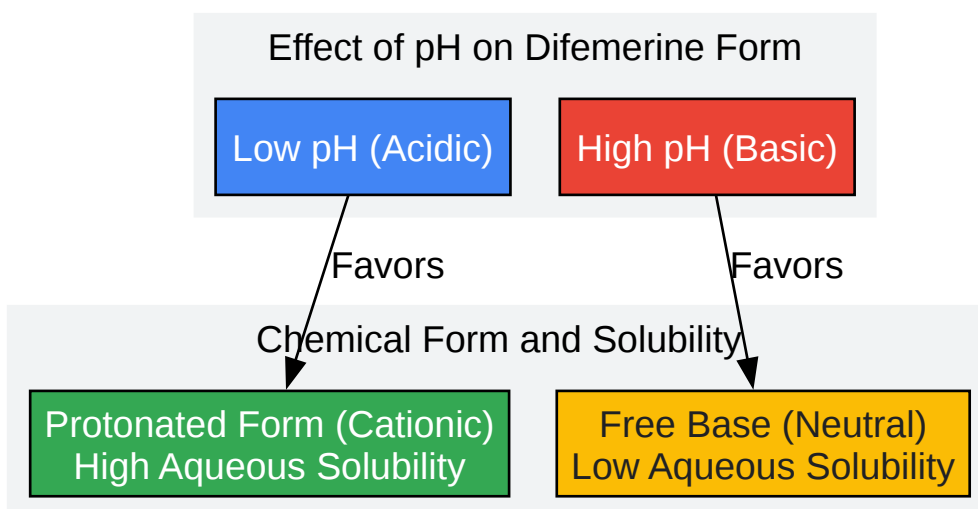 Effect of pH on Difemerine Form
Low pH (Acidic)
High pH (Basic)
Favors
Favors
Chemical Form and Solubility
Protonated Form (Cationic)
High Aqueous Solubility
Free Base (Neutral)
Low Aqueous Solubility